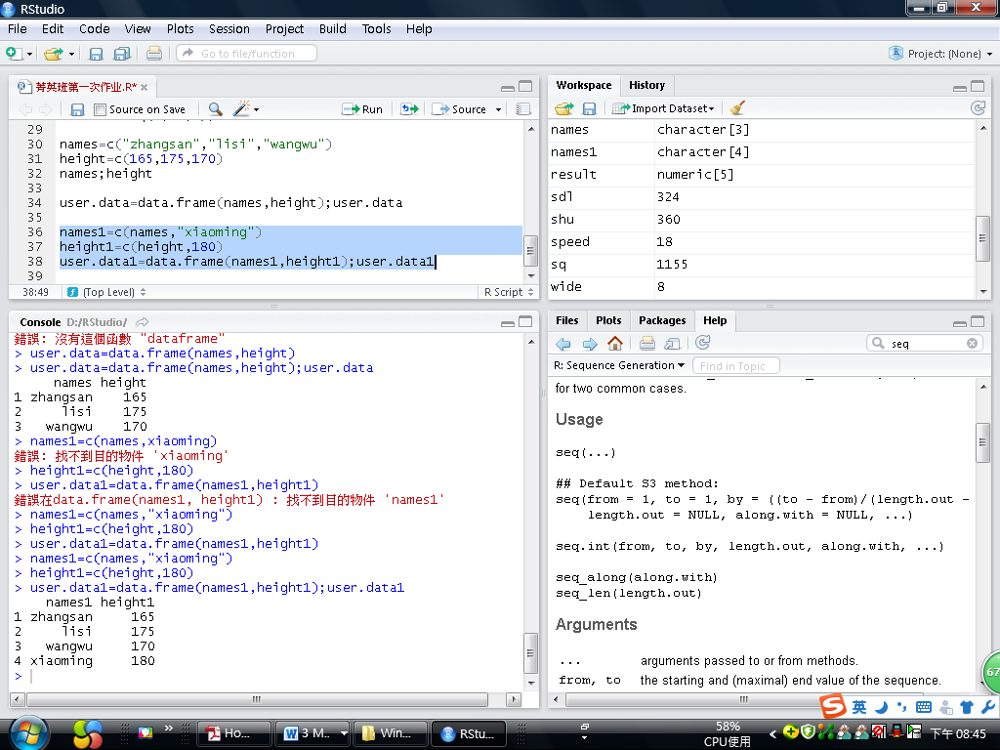 RStudio
File Edit Code View Plots Session Project Build Tools Help
Go to file/function
Project: (None)
菁英班第一次作业.R*
Source on Save
Run
Source
29
30 names=c("zhangsan","lisi","wangwu")
31 height=c(165,175,170)
32 names;height
33
34 user.data=data.frame(names,height);user.data
35
36 names1=c(names,"xiaoming")
37 height1=c(height,180)
38 user.data1=data.frame(names1,height1);user.data1
39
38:49 (Top Level) R Script
Workspace History
Import Dataset
names character[3]
names1 character[4]
result numeric[5]
sdl 324
shu 360
speed 18
sq 1155
wide 8
Console D:/RStudio/
錯誤: 沒有這個函數 "dataframe"
> user.data=data.frame(names,height)
> user.data=data.frame(names,height);user.data
names height
1 zhangsan 165
2 lisi 175
3 wangwu 170
> names1=c(names,xiaoming)
錯誤: 找不到目的物件 'xiaoming'
> height1=c(height,180)
> user.data1=data.frame(names1,height1)
錯誤在data.frame(names1, height1) : 找不到目的物件 'names1'
> names1=c(names,"xiaoming")
> height1=c(height,180)
> user.data1=data.frame(names1,height1)
> names1=c(names,"xiaoming")
> height1=c(height,180)
> user.data1=data.frame(names1,height1);user.data1
names1 height1
1 zhangsan 165
2 lisi 175
3 wangwu 170
4 xiaoming 180
>
Files Plots Packages Help
seq
R: Sequence Generation
Find in Topic
for two common cases.
Usage
seq(...)
## Default S3 method:
seq(from = 1, to = 1, by = ((to - from)/(length.out -
length.out = NULL, along.with = NULL, ...)
seq.int(from, to, by, length.out, along.with, ...)
seq_along(along.with)
seq_len(length.out)
Arguments
... arguments passed to or from methods.
from, to the starting and (maximal) end value of the sequence.
67
英
Ho...
3 M...
Win...
RStu...
58%
CPU使用
下午 08:45